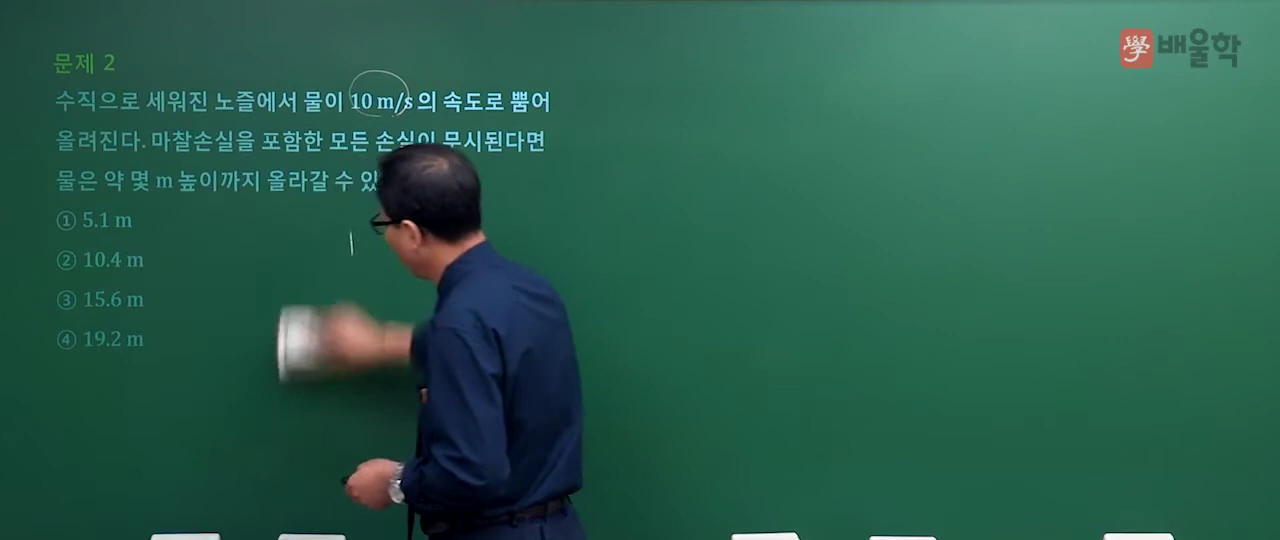 문제 2
수직으로 세워진 노즐에서 물이 10 m/s의 속도로 뿜어
올려진다. 마찰손실을 포함한 모든 손실이 무시된다면
물은 약 몇 m 높이까지 올라갈 수
① 5.1 m
② 10.4 m
③ 15.6 m
④ 19.2 m
學 배울학